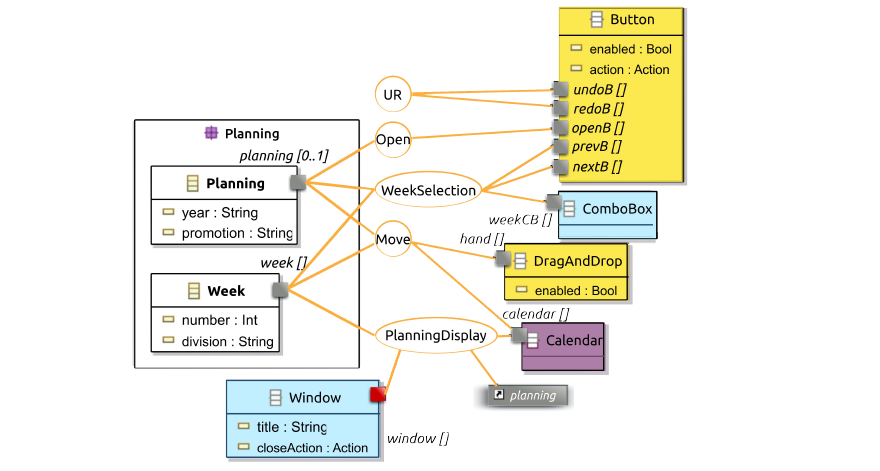 Button
enabled : Bool
action : Action
undoB []
redoB []
openB []
prevB []
nextB []
UR
Open
WeekSelection
Move
PlanningDisplay
Planning
planning [0..1]
Planning
year : String
promotion : String
week []
Week
number : Int
division : String
weekCB []
ComboBox
hand []
DragAndDrop
enabled : Bool
calendar []
Calendar
planning
Window
title : String
closeAction : Action
window []